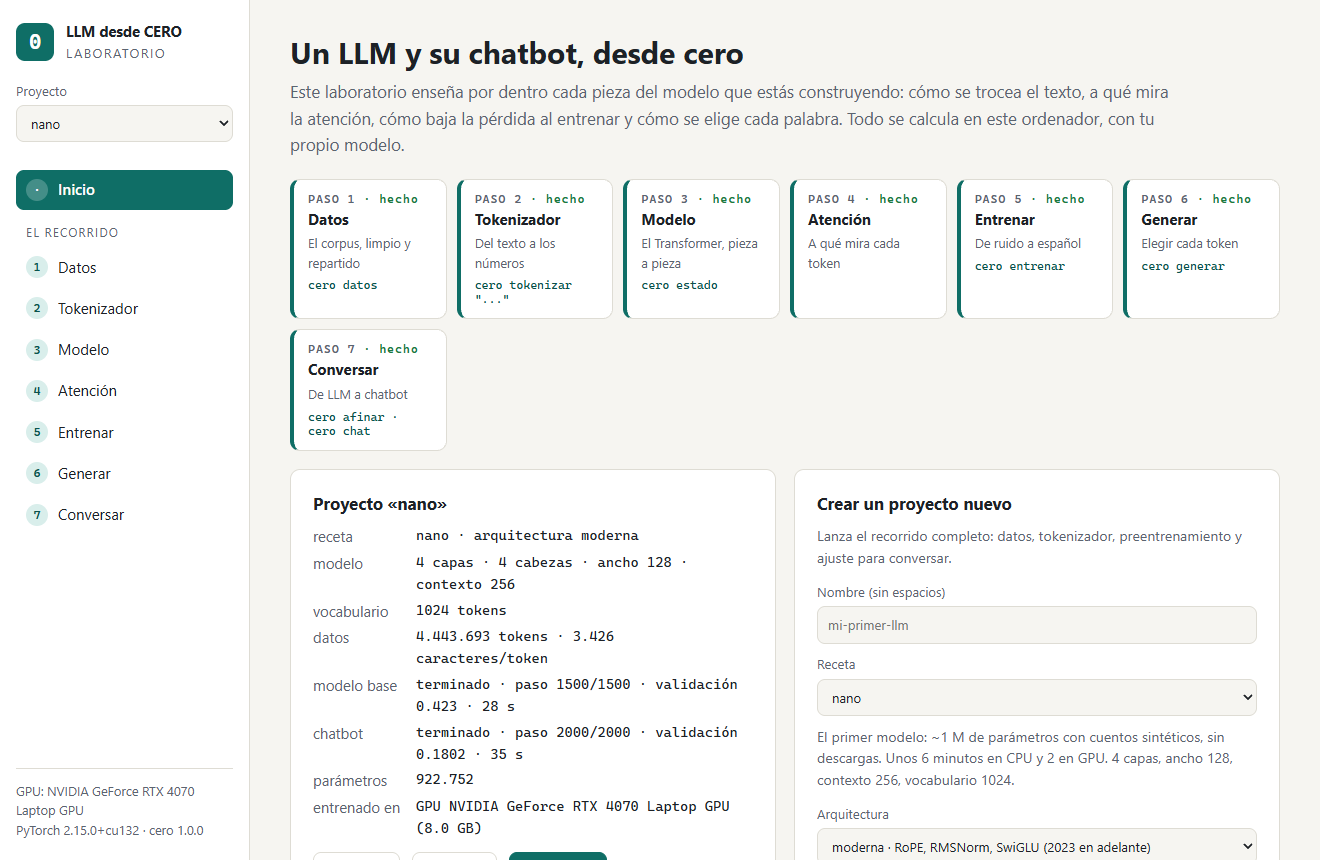 0
LLM desde CERO
LABORATORIO
Proyecto
nano
· Inicio
EL RECORRIDO
1 Datos
2 Tokenizador
3 Modelo
4 Atención
5 Entrenar
6 Generar
7 Conversar
GPU: NVIDIA GeForce RTX 4070
Laptop GPU
PyTorch 2.15.0+cu132 · cero 1.0.0
Un LLM y su chatbot, desde cero
Este laboratorio enseña por dentro cada pieza del modelo que estás construyendo: cómo se trocea el texto, a qué mira
la atención, cómo baja la pérdida al entrenar y cómo se elige cada palabra. Todo se calcula en este ordenador, con tu
propio modelo.
PASO 1 · hecho
Datos
El corpus, limpio y
repartido
cero datos
PASO 2 · hecho
Tokenizador
Del texto a los
números
cero tokenizar
"..."
PASO 3 · hecho
Modelo
El Transformer, pieza
a pieza
cero estado
PASO 4 · hecho
Atención
A qué mira cada
token
PASO 5 · hecho
Entrenar
De ruido a español
cero entrenar
PASO 6 · hecho
Generar
Elegir cada token
cero generar
PASO 7 · hecho
Conversar
De LLM a chatbot
cero afinar ·
cero chat
Proyecto «nano»
receta nano · arquitectura moderna
modelo 4 capas · 4 cabezas · ancho 128 ·
contexto 256
vocabulario 1024 tokens
datos 4.443.693 tokens · 3.426
caracteres/token
modelo base terminado · paso 1500/1500 · validación
0.423 · 28 s
chatbot terminado · paso 2000/2000 · validación
0.1802 · 35 s
parámetros 922.752
entrenado en GPU NVIDIA GeForce RTX 4070 Laptop GPU
(8.0 GB)
Crear un proyecto nuevo
Lanza el recorrido completo: datos, tokenizador, preentrenamiento y
ajuste para conversar.
Nombre (sin espacios)
mi-primer-llm
Receta
nano
El primer modelo: ~1 M de parámetros con cuentos sintéticos, sin
descargas. Unos 6 minutos en CPU y 2 en GPU. 4 capas, ancho 128,
contexto 256, vocabulario 1024.
Arquitectura
moderna · RoPE, RMSNorm, SwiGLU (2023 en adelante)